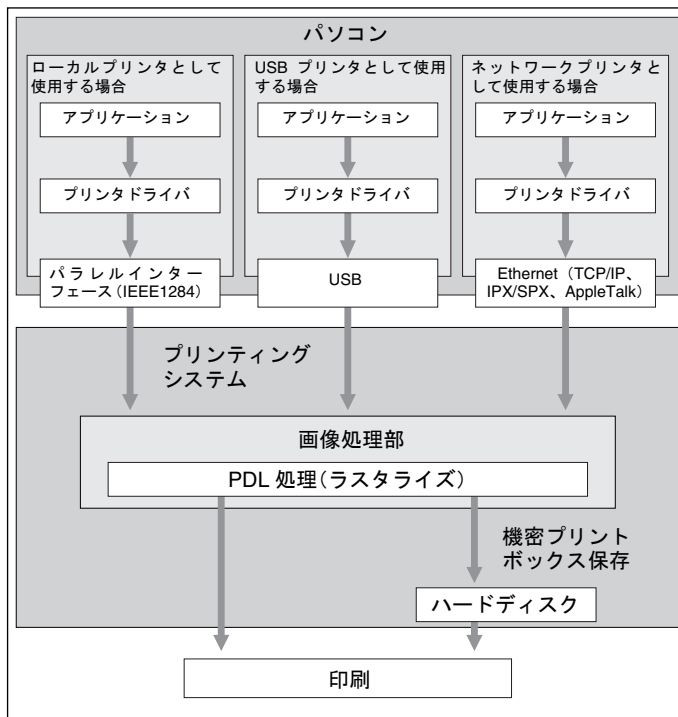 パソコン
ローカルプリンタとして
使用する場合
アプリケーション
プリンタドライバ
パラレルインター
フェース(IEEE1284)
USB プリンタとして使用
する場合
アプリケーション
プリンタドライバ
USB
ネットワークプリンタと
して使用する場合
アプリケーション
プリンタドライバ
Ethernet(TCP/IP、
IPX/SPX、AppleTalk)
プリンティング
システム
画像処理部
PDL 処理(ラスタライズ)
機密プリント
ボックス保存
ハードディスク
印刷